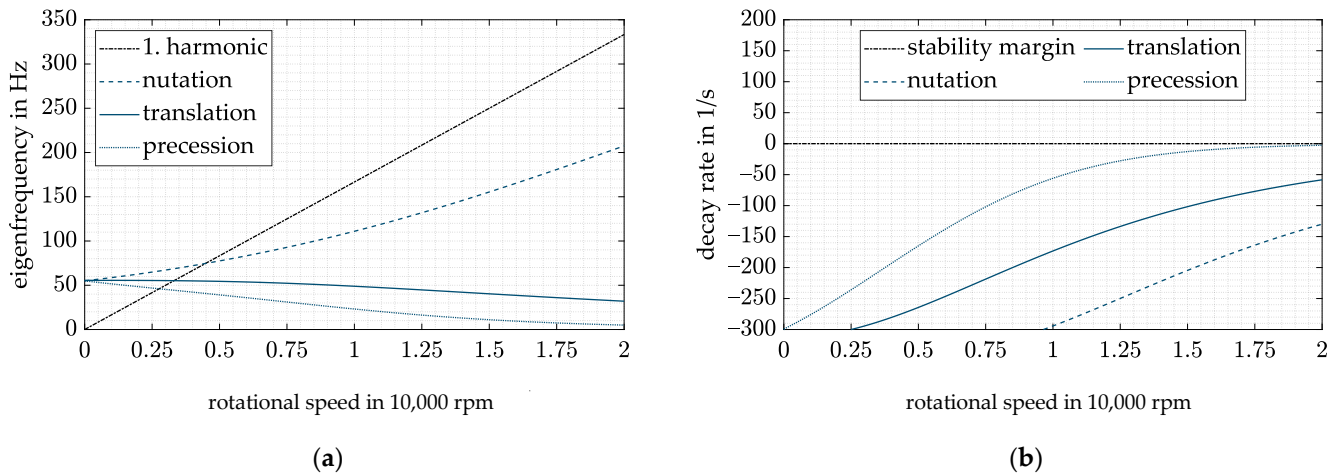 350
300
250
200
150
100
50
0
eigenfrequency in Hz
1. harmonic
nutation
translation
precession
0 0.25 0.5 0.75 1 1.25 1.5 1.75 2
rotational speed in 10,000 rpm
(a)
200
150
100
50
0
−50
−100
−150
−200
−250
−300
decay rate in 1/s
stability margin translation
nutation precession
0 0.25 0.5 0.75 1 1.25 1.5 1.75 2
rotational speed in 10,000 rpm
(b)